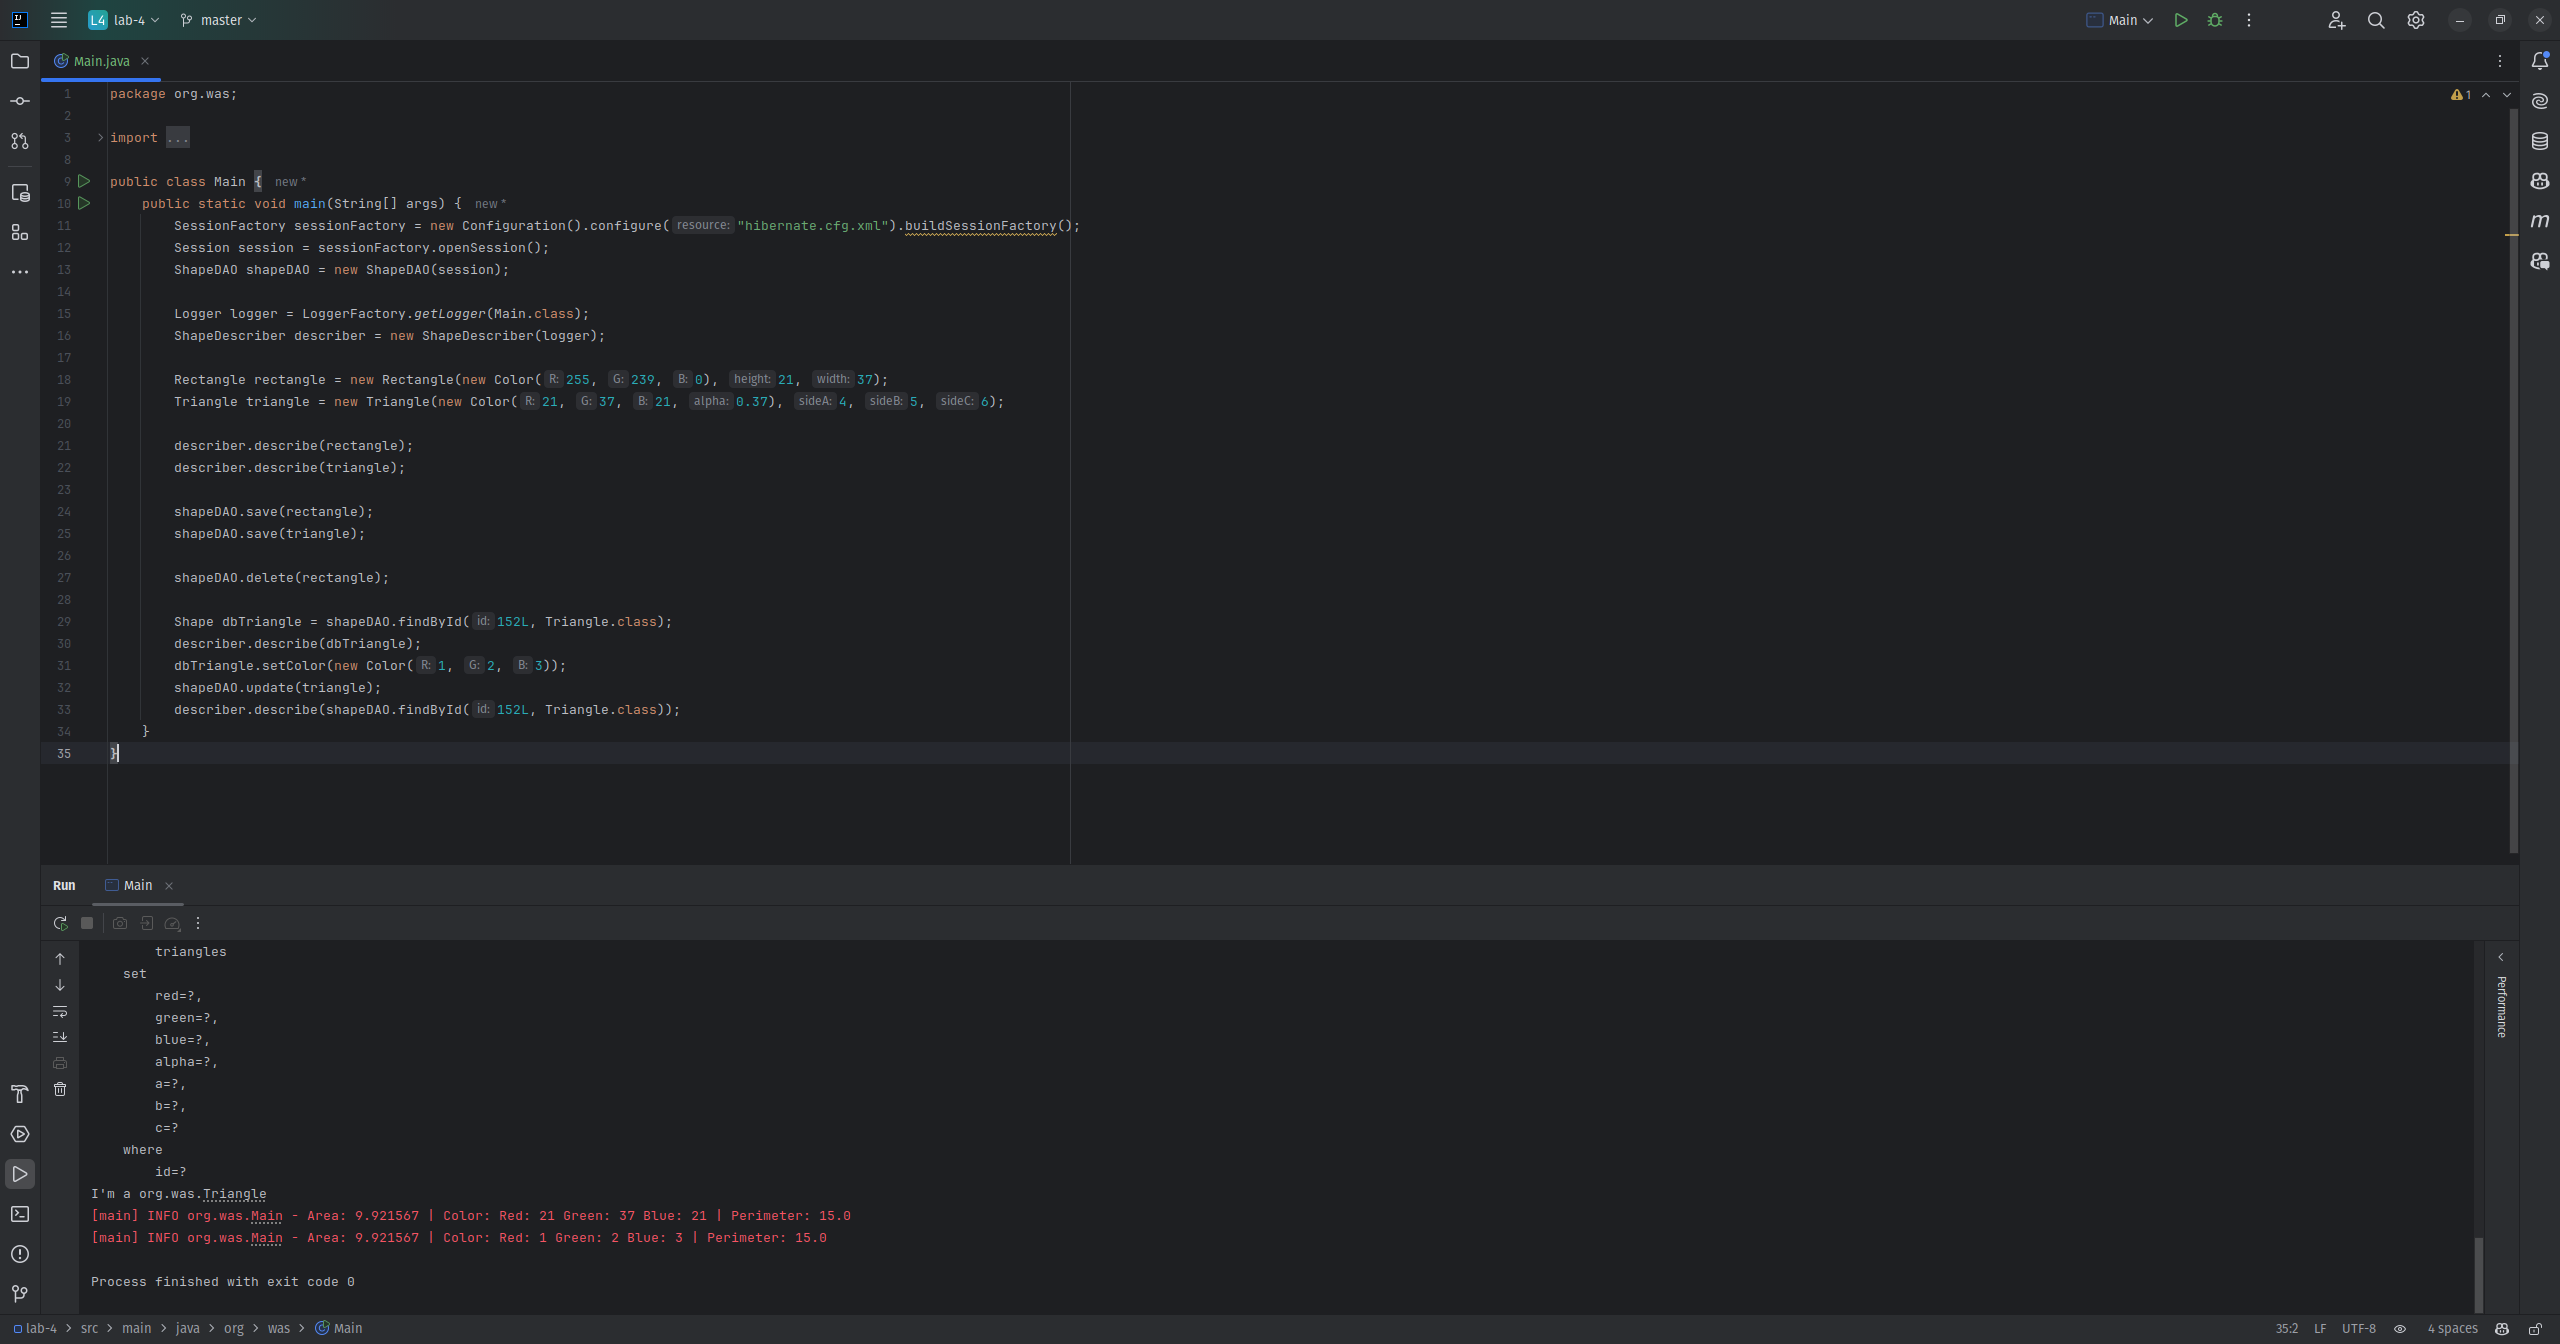 L4 lab-4 master Main
Main.java
1 package org.was;
2
3 import ...
8
9 public class Main { new *
10 public static void main(String[] args) { new *
11 SessionFactory sessionFactory = new Configuration().configure( resource: "hibernate.cfg.xml").buildSessionFactory();
12 Session session = sessionFactory.openSession();
13 ShapeDAO shapeDAO = new ShapeDAO(session);
14
15 Logger logger = LoggerFactory.getLogger(Main.class);
16 ShapeDescriber describer = new ShapeDescriber(logger);
17
18 Rectangle rectangle = new Rectangle(new Color( R: 255, G: 239, B: 0), height: 21, width: 37);
19 Triangle triangle = new Triangle(new Color( R: 21, G: 37, B: 21, alpha: 0.37), sideA: 4, sideB: 5, sideC: 6);
20
21 describer.describe(rectangle);
22 describer.describe(triangle);
23
24 shapeDAO.save(rectangle);
25 shapeDAO.save(triangle);
26
27 shapeDAO.delete(rectangle);
28
29 Shape dbTriangle = shapeDAO.findById( id: 152L, Triangle.class);
30 describer.describe(dbTriangle);
31 dbTriangle.setColor(new Color( R: 1, G: 2, B: 3));
32 shapeDAO.update(triangle);
33 describer.describe(shapeDAO.findById( id: 152L, Triangle.class));
34 }
35 }
1
m
Run Main
triangles
set
red=?,
green=?,
blue=?,
alpha=?,
a=?,
b=?,
c=?
where
id=?
I'm a org.was.Triangle
[main] INFO org.was.Main - Area: 9.921567 | Color: Red: 21 Green: 37 Blue: 21 | Perimeter: 15.0
[main] INFO org.was.Main - Area: 9.921567 | Color: Red: 1 Green: 2 Blue: 3 | Perimeter: 15.0
Process finished with exit code 0
Performance
lab-4 > src > main > java > org > was > Main
35:2 LF UTF-8 4 spaces